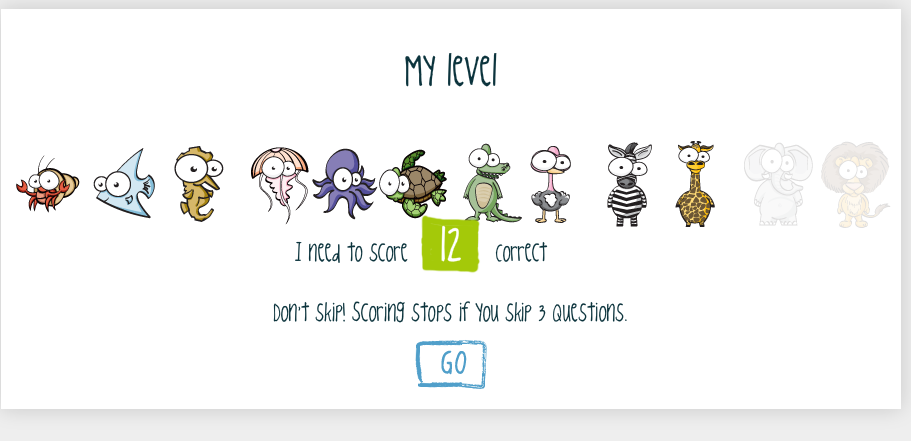 My level
I need to score 12 correct
Don't skip! Scoring stops if you skip 3 questions.
GO